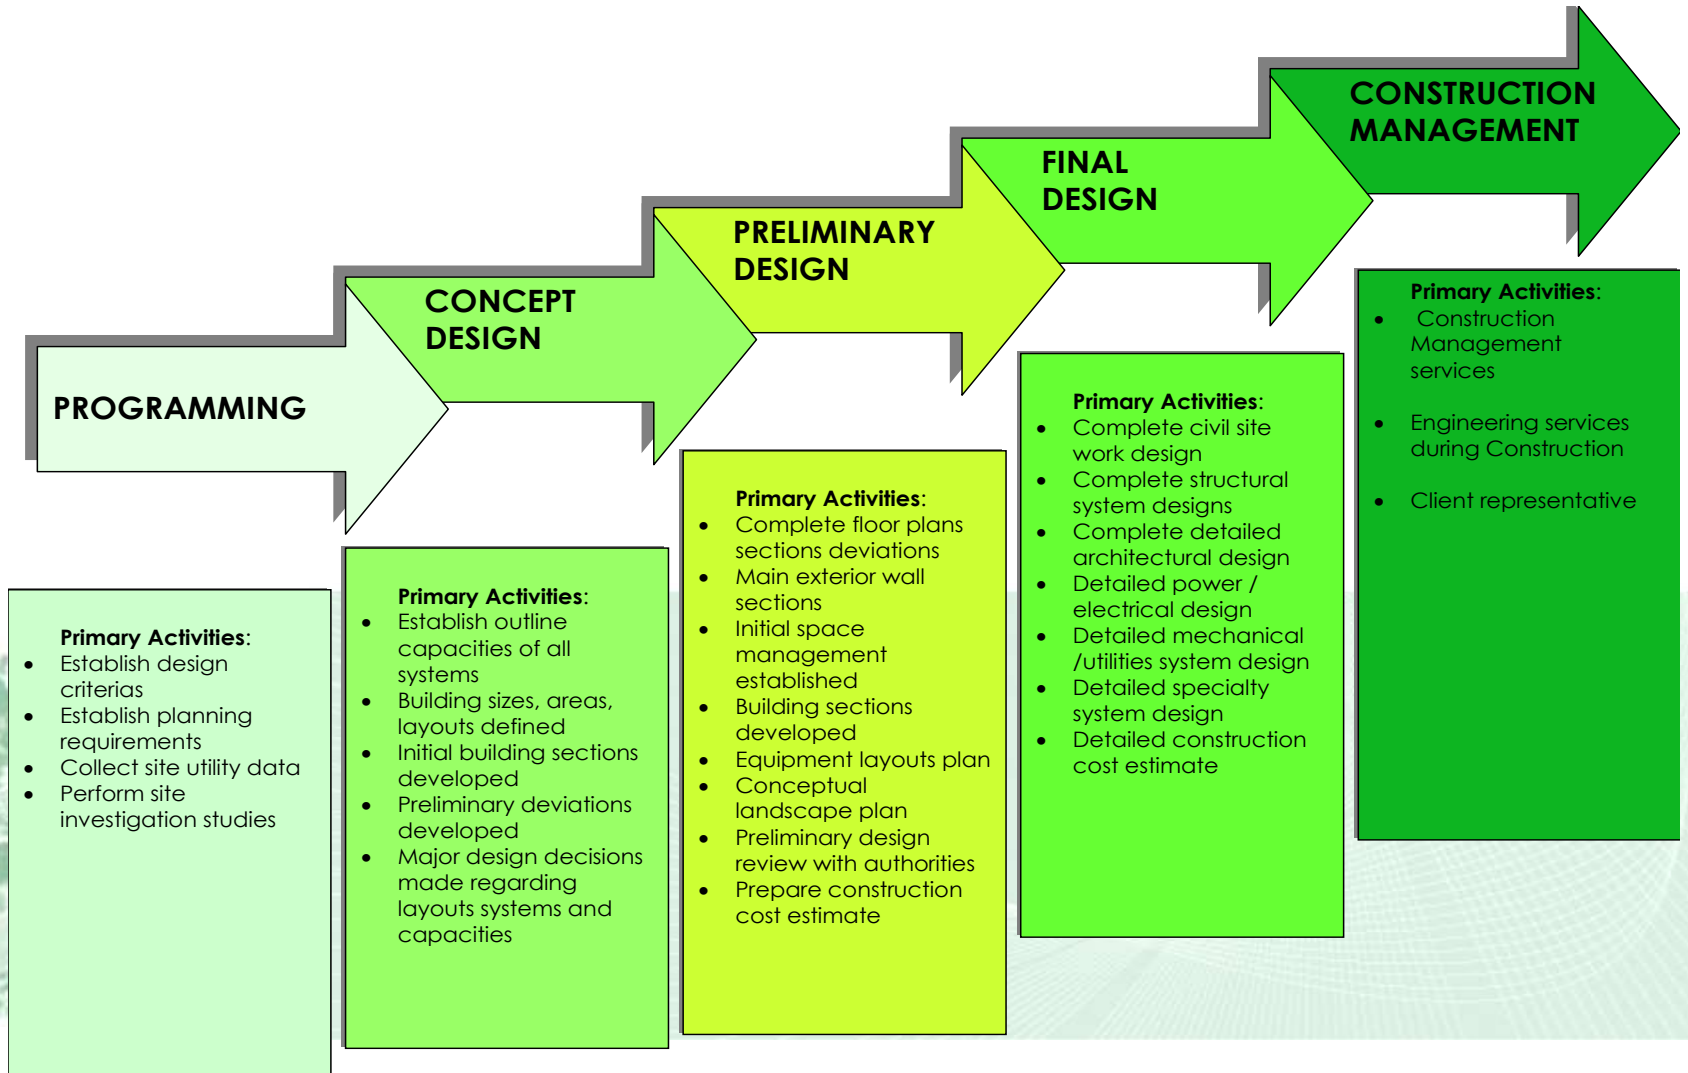 PROGRAMMING
Primary Activities:
• Establish design
criterias
• Establish planning
requirements
• Collect site utility data
• Perform site
investigation studies
CONCEPT
DESIGN
Primary Activities:
• Establish outline
capacities of all
systems
• Building sizes, areas,
layouts defined
• Initial building sections
developed
• Preliminary deviations
developed
• Major design decisions
made regarding
layouts systems and
capacities
PRELIMINARY
DESIGN
Primary Activities:
• Complete floor plans
sections deviations
• Main exterior wall
sections
• Initial space
management
established
• Building sections
developed
• Equipment layouts plan
• Conceptual
landscape plan
• Preliminary design
review with authorities
• Prepare construction
cost estimate
FINAL
DESIGN
Primary Activities:
• Complete civil site
work design
• Complete structural
system designs
• Complete detailed
architectural design
• Detailed power /
electrical design
• Detailed mechanical
/utilities system design
• Detailed specialty
system design
• Detailed construction
cost estimate
CONSTRUCTION
MANAGEMENT
Primary Activities:
• Construction
Management
services
• Engineering services
during Construction
• Client representative